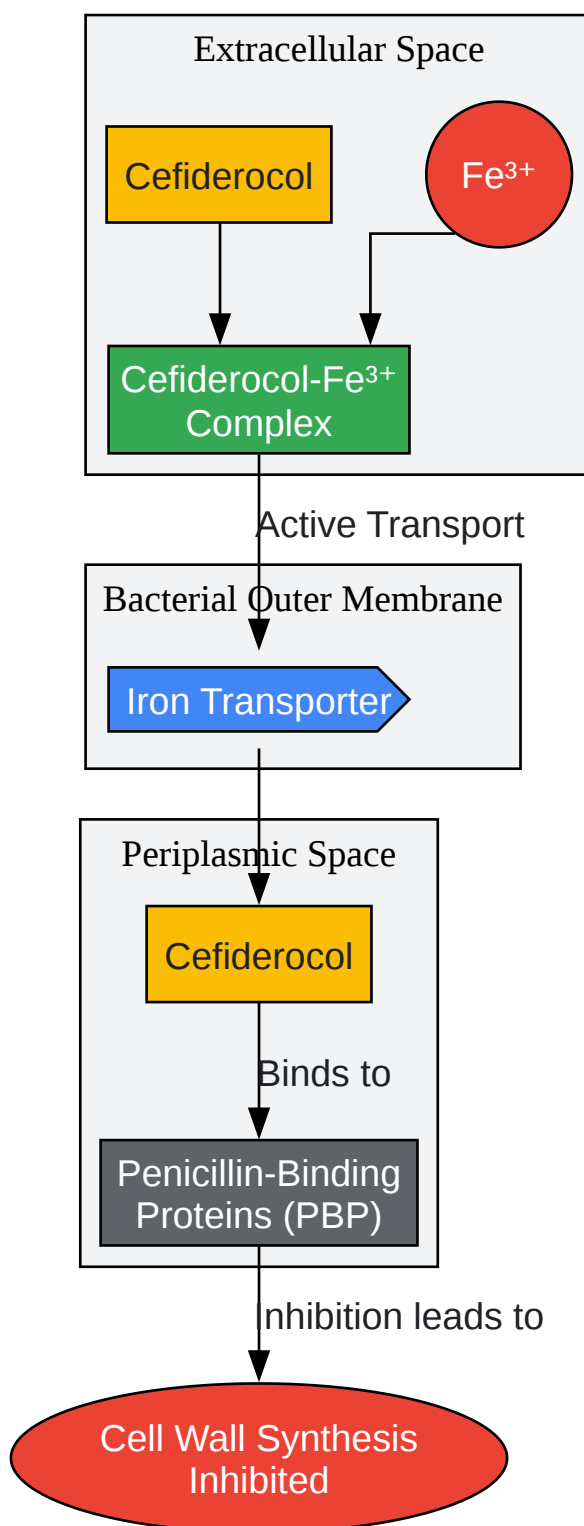 Extracellular Space
Cefiderocol
Fe³⁺
Cefiderocol-Fe³⁺
Complex
Active Transport
Bacterial Outer Membrane
Iron Transporter
Periplasmic Space
Cefiderocol
Binds to
Penicillin-Binding
Proteins (PBP)
Inhibition leads to
Cell Wall Synthesis
Inhibited